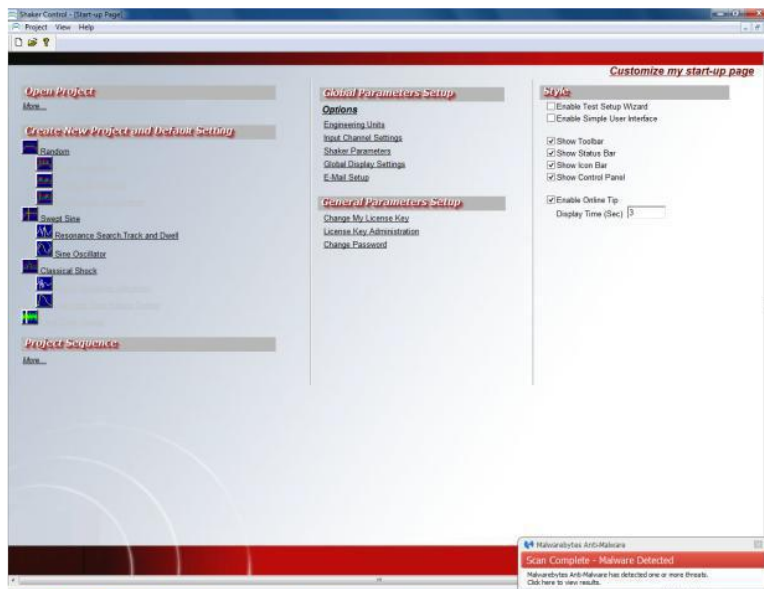 Shaker Control - [Start-up Page]
Project View Help
Customize my start-up page
Open Project
More...
Create New Project and Default Setting
Random
Swept Sine
Resonance Search,Track and Dwell
Sine Oscillator
Classical Shock
Project Sequence
More...
Global Parameters Setup
Options
Engineering Units
Input Channel Settings
Shaker Parameters
Global Display Settings
E-Mail Setup
General Parameters Setup
Change My License Key
License Key Administration
Change Password
Style
Enable Test Setup Wizard
Enable Simple User Interface
Show Toolbar
Show Status Bar
Show Icon Bar
Show Control Panel
Enable Online Tip
Display Time (Sec) 3
Malwarebytes Anti-Malware
Scan Complete - Malware Detected
Malwarebytes Anti-Malware has detected one or more threats.
Click here to view results.